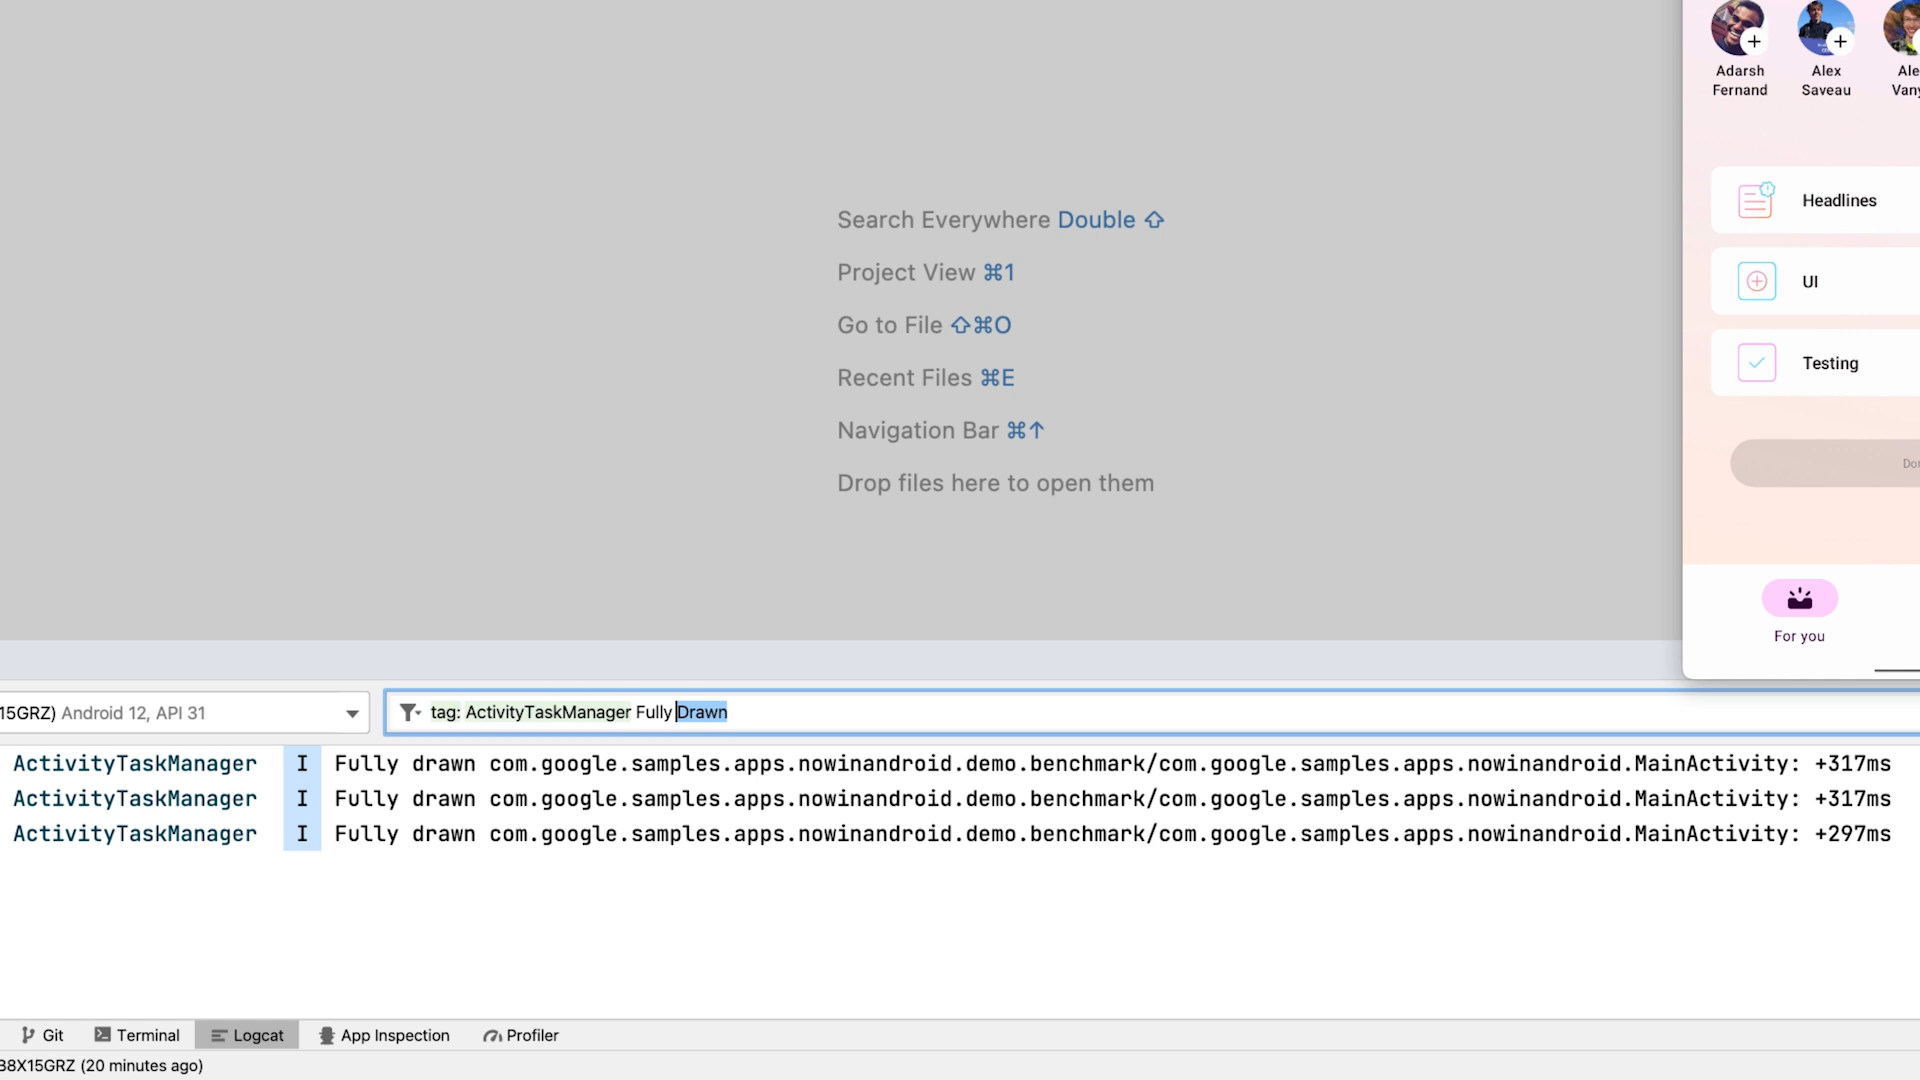 Adarsh
Fernand
Alex
Saveau
Ale
Vany
Headlines
UI
Testing
Don
For you
Search Everywhere Double ⇧
Project View ⌘1
Go to File ⇧⌘O
Recent Files ⌘E
Navigation Bar ⌘↑
Drop files here to open them
15GRZ) Android 12, API 31
tag: ActivityTaskManager Fully Drawn
ActivityTaskManager I Fully drawn com.google.samples.apps.nowinandroid.demo.benchmark/com.google.samples.apps.nowinandroid.MainActivity: +317ms
ActivityTaskManager I Fully drawn com.google.samples.apps.nowinandroid.demo.benchmark/com.google.samples.apps.nowinandroid.MainActivity: +317ms
ActivityTaskManager I Fully drawn com.google.samples.apps.nowinandroid.demo.benchmark/com.google.samples.apps.nowinandroid.MainActivity: +297ms
Git Terminal Logcat App Inspection Profiler
38X15GRZ (20 minutes ago)